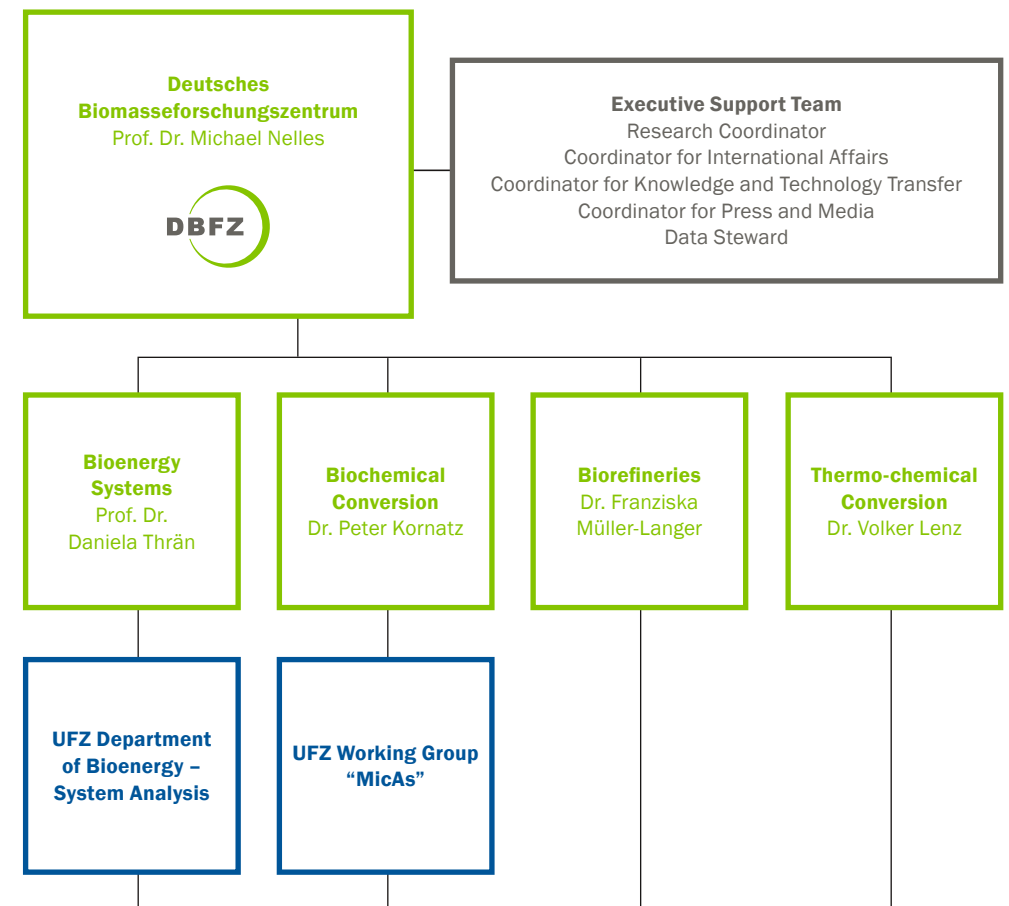 Deutsches
Biomasseforschungszentrum
Prof. Dr. Michael Nelles
DBFZ
Executive Support Team
Research Coordinator
Coordinator for International Affairs
Coordinator for Knowledge and Technology Transfer
Coordinator for Press and Media
Data Steward
Bioenergy
Systems
Prof. Dr.
Daniela Thrän
Biochemical
Conversion
Dr. Peter Kornatz
Biorefineries
Dr. Franziska
Müller-Langer
Thermo-chemical
Conversion
Dr. Volker Lenz
UFZ Department
of Bioenergy –
System Analysis
UFZ Working Group
“MicAs”